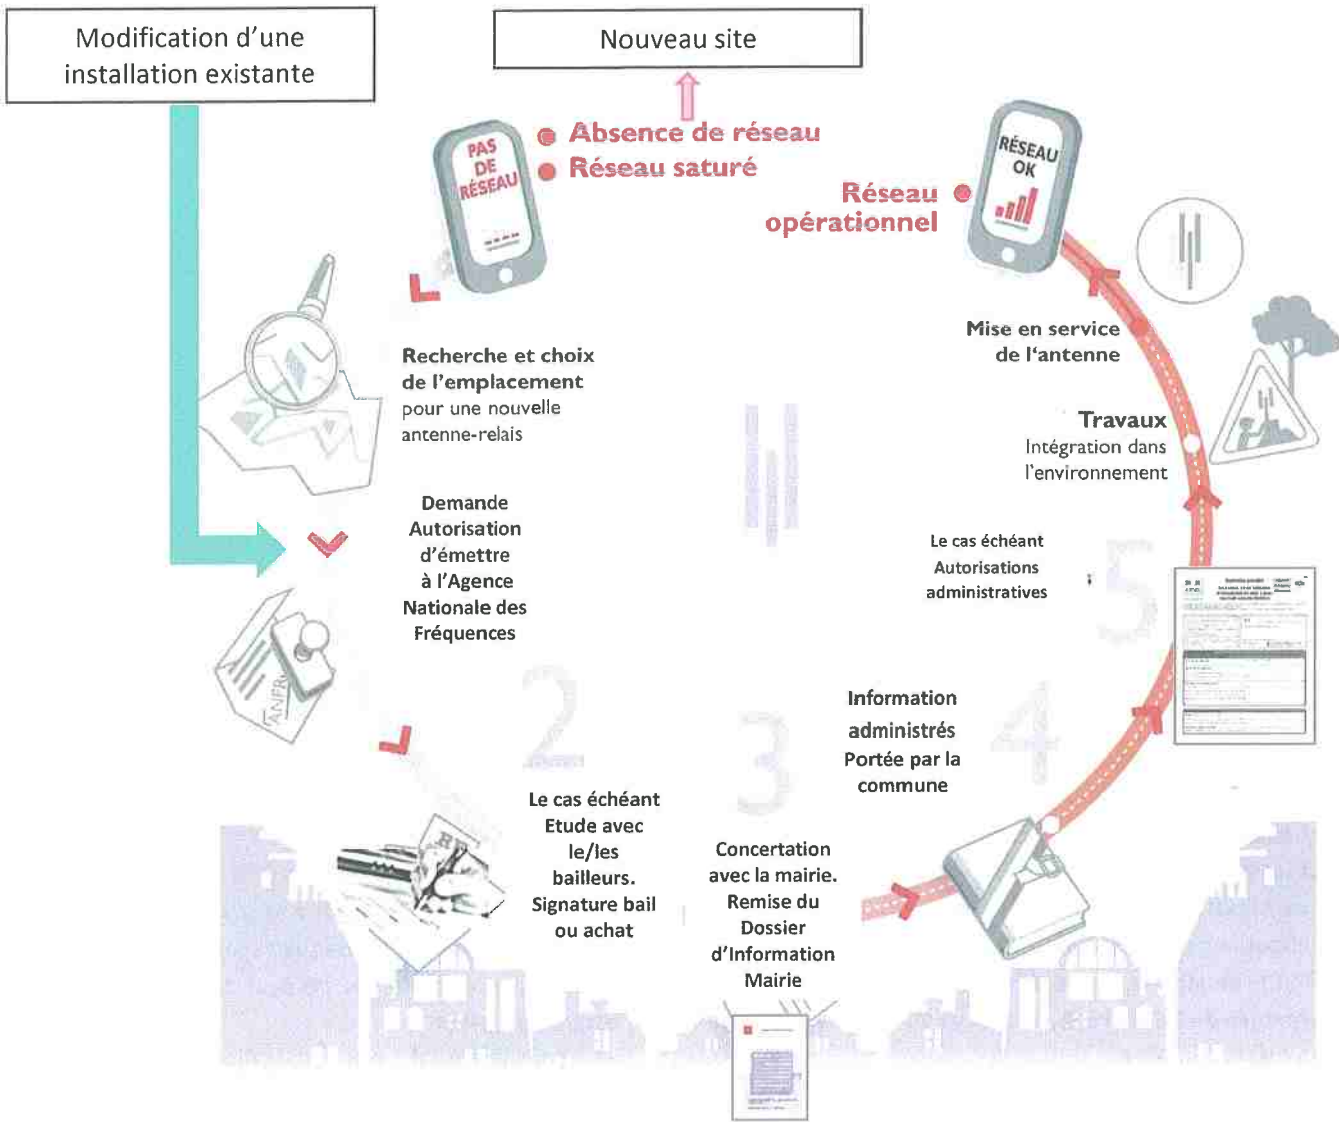 Modification d'une
installation existante
Nouveau site
Absence de réseau
Réseau saturé
PAS
DE
RÉSEAU
RÉSEAU
OK
Réseau
opérationnel
Recherche et choix
de l'emplacement
pour une nouvelle
antenne-relais
Demande
Autorisation
d'émettre
à l'Agence
Nationale des
Fréquences
ANFR
2
Le cas échéant
Etude avec
le/les
bailleurs.
Signature bail
ou achat
3
Concertation
avec la mairie.
Remise du
Dossier
d'Information
Mairie
4
Information
administrés
Portée par la
commune
5
Le cas échéant
Autorisations
administratives
Travaux
Intégration dans
l'environnement
Mise en service
de l'antenne